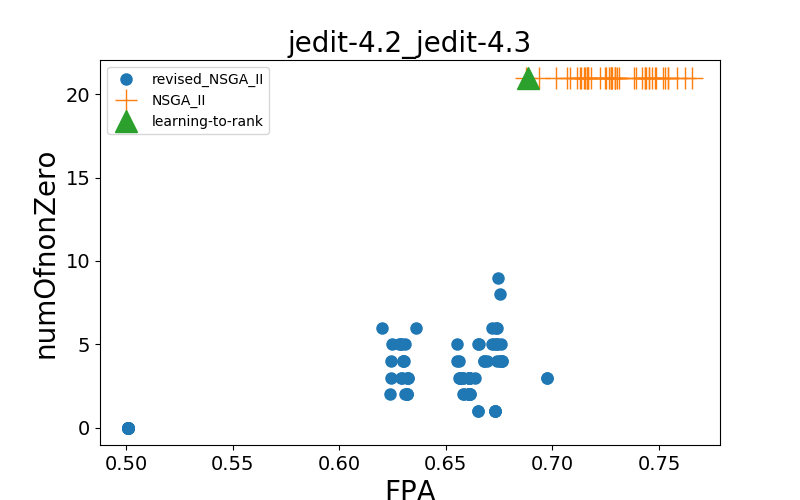 jedit-4.2_jedit-4.3
revised_NSGA_II
NSGA_II
learning-to-rank
numOfnonZero
20
15
10
5
0
0.50 0.55 0.60 0.65 0.70 0.75
FPA